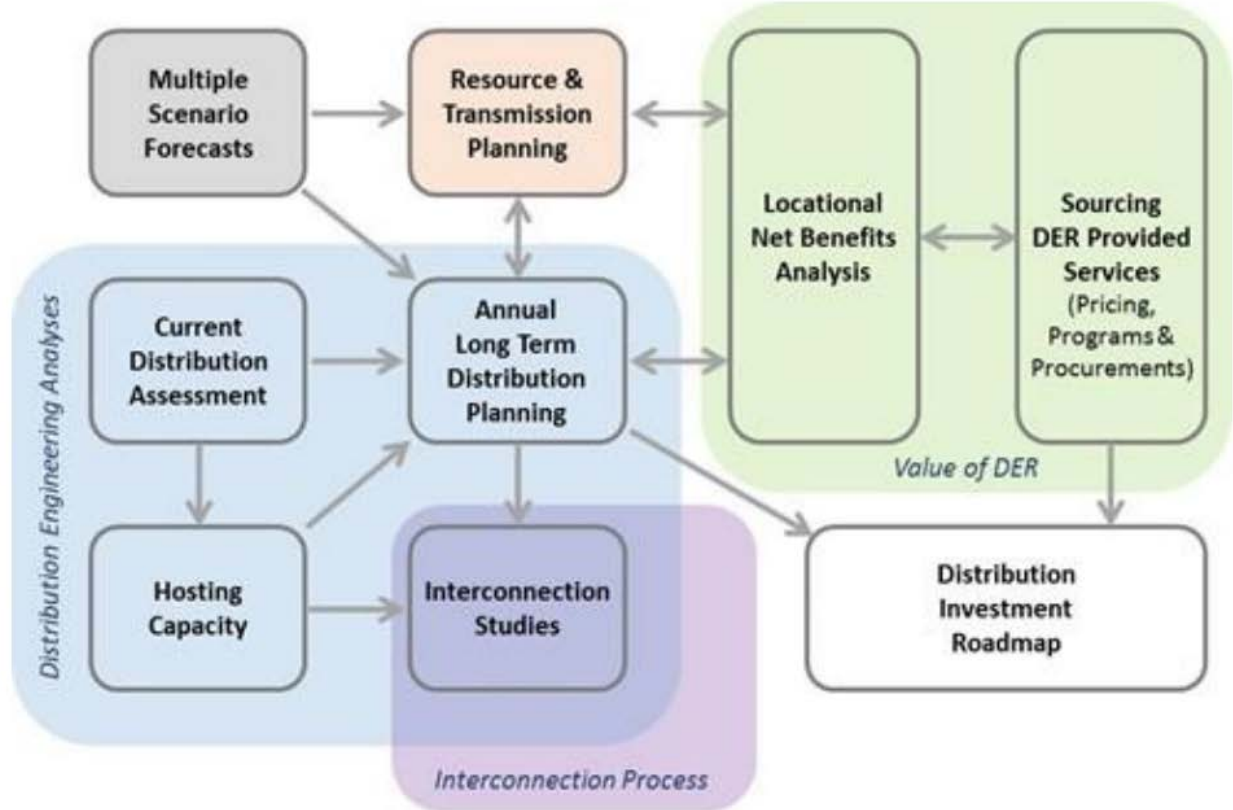 Multiple
Scenario
Forecasts
Resource &
Transmission
Planning
Locational
Net Benefits
Analysis
Sourcing
DER Provided
Services
(Pricing,
Programs &
Procurements)
Value of DER
Distribution Engineering Analyses
Current
Distribution
Assessment
Annual
Long Term
Distribution
Planning
Hosting
Capacity
Interconnection
Studies
Interconnection Process
Distribution
Investment
Roadmap